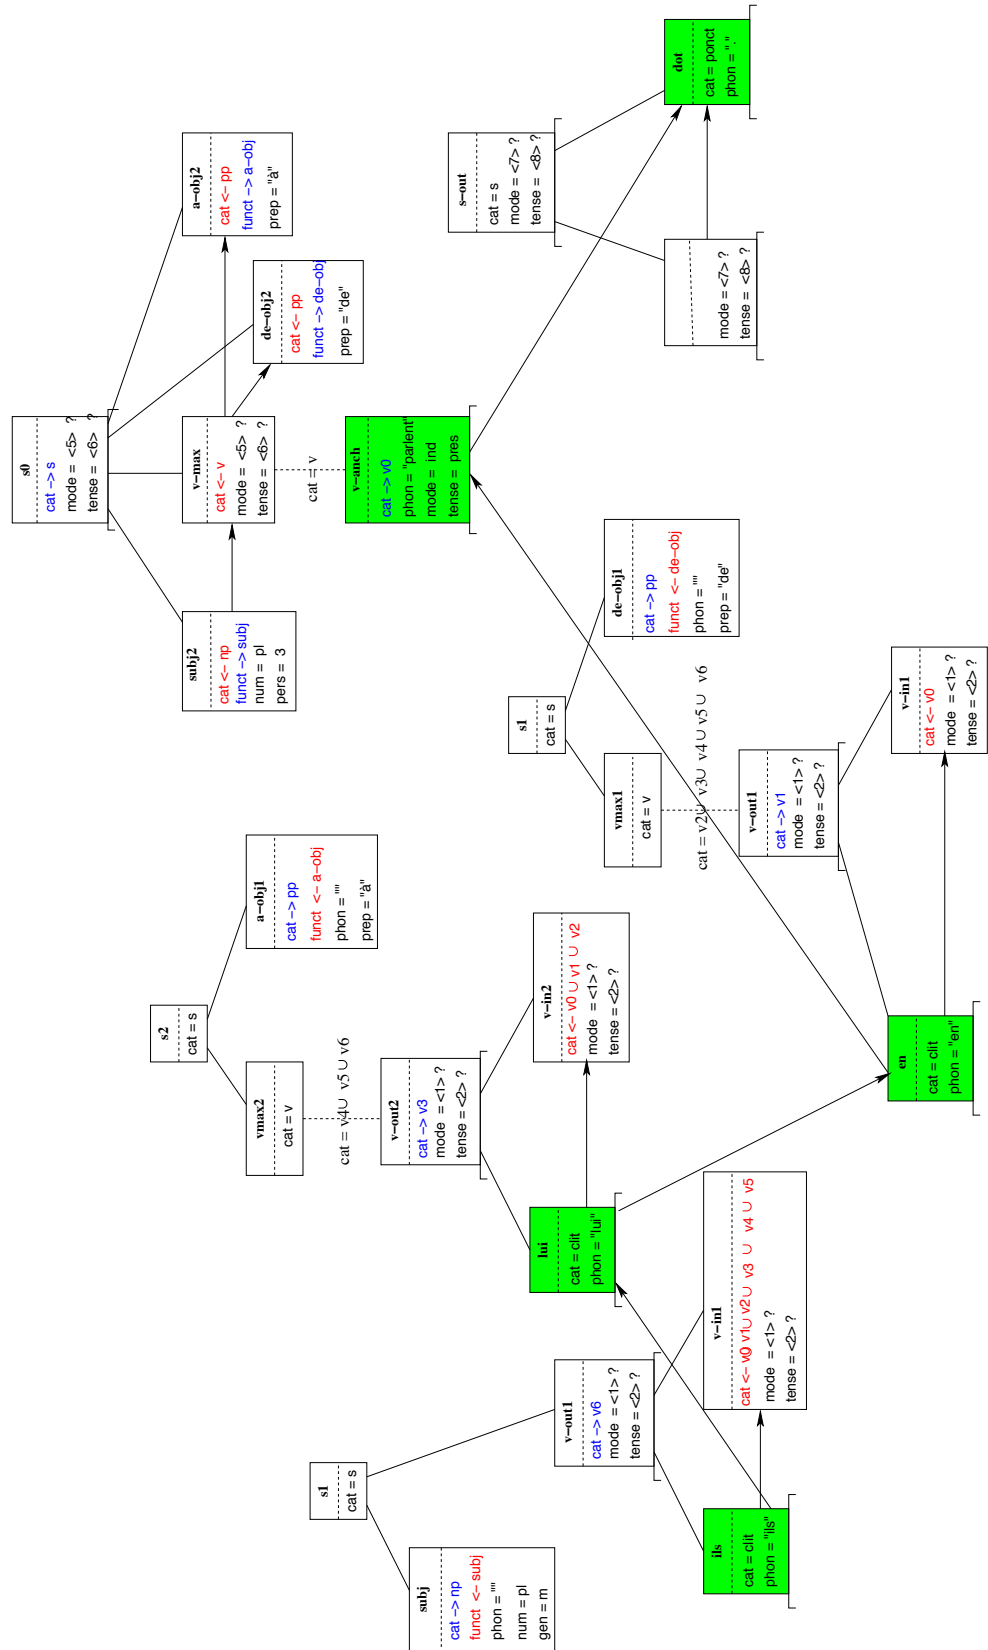 s0
cat −> s
mode = <5> ?
tense = <6> ?
subj2
cat <− np
funct −> subj
num = pl
pers = 3
v−max
cat <− v
mode = <5> ?
tense = <6> ?
a−obj2
cat <− pp
funct −> a−obj
prep = "à"
de−obj2
cat <− pp
funct −> de−obj
prep = "de"
cat = v
v−anch
cat −> v0
phon = "parlent"
mode = ind
tense = pres
s−out
cat = s
mode = <7> ?
tense = <8> ?
mode = <7> ?
tense = <8> ?
dot
cat = ponct
phon = "."
s2
cat = s
vmax2
cat = v
a−obj1
cat −> pp
funct <− a−obj
phon = ""
prep = "à"
cat = v4∪ v5 ∪ v6
v−out2
cat −> v3
mode = <1> ?
tense = <2> ?
lui
cat = clit
phon = "lui"
v−in2
cat <− v0 ∪ v1 ∪ v2
mode = <1> ?
tense = <2> ?
s1
cat = s
vmax1
cat = v
de−obj1
cat −> pp
funct <− de−obj
phon = ""
prep = "de"
cat = v2∪ v3∪ v4 ∪ v5 ∪ v6
v−out1
cat −> v1
mode = <1> ?
tense = <2> ?
en
cat = clit
phon = "en"
v−in1
cat <− v0
mode = <1> ?
tense = <2> ?
s1
cat = s
subj
cat −> np
funct <− subj
phon = ""
num = pl
gen = m
v−out1
cat −> v6
mode = <1> ?
tense = <2> ?
ils
cat = clit
phon = "ils"
v−in1
cat <− v0 ∪ v1∪ v2∪ v3 ∪ v4 ∪ v5
mode = <1> ?
tense = <2> ?